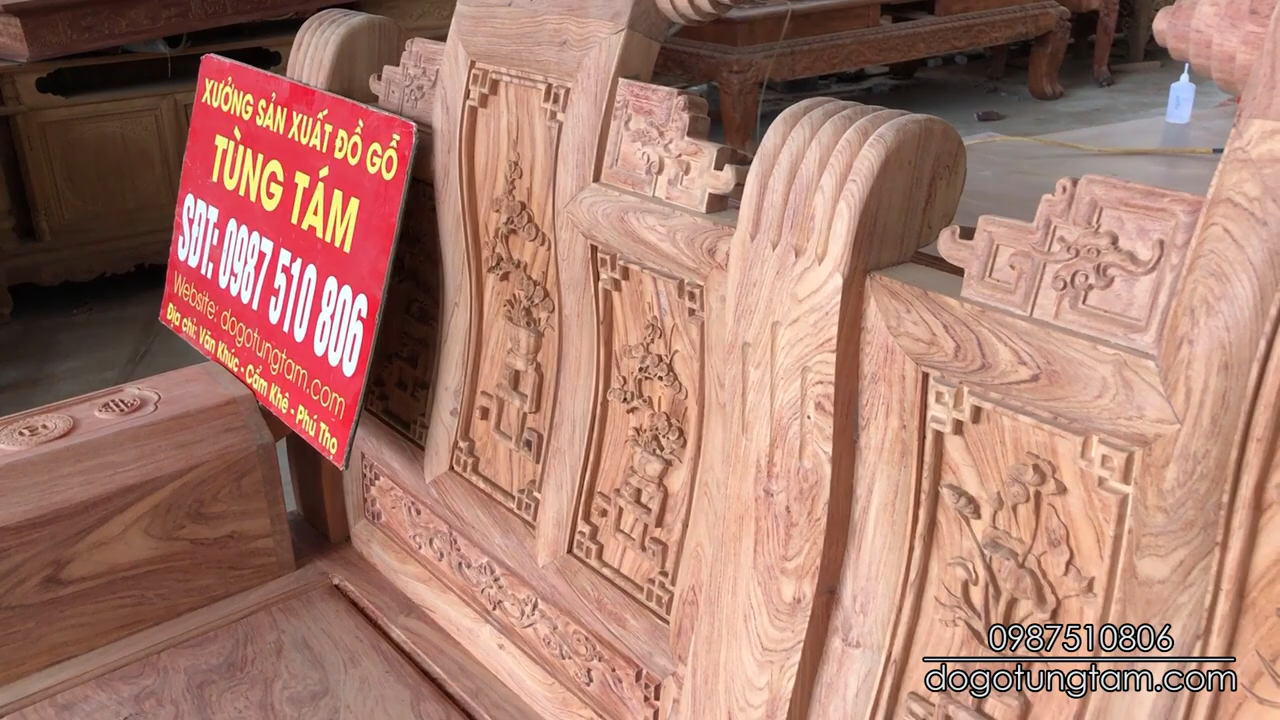 XƯỞNG SẢN XUẤT ĐỒ GỖ
TÙNG TÁM
SĐT: 0987 510 806
Website: dogotungtam.com
Địa chỉ: Văn Khúc - Cẩm Khê - Phú Thọ
0987510806
dogotungtam.com